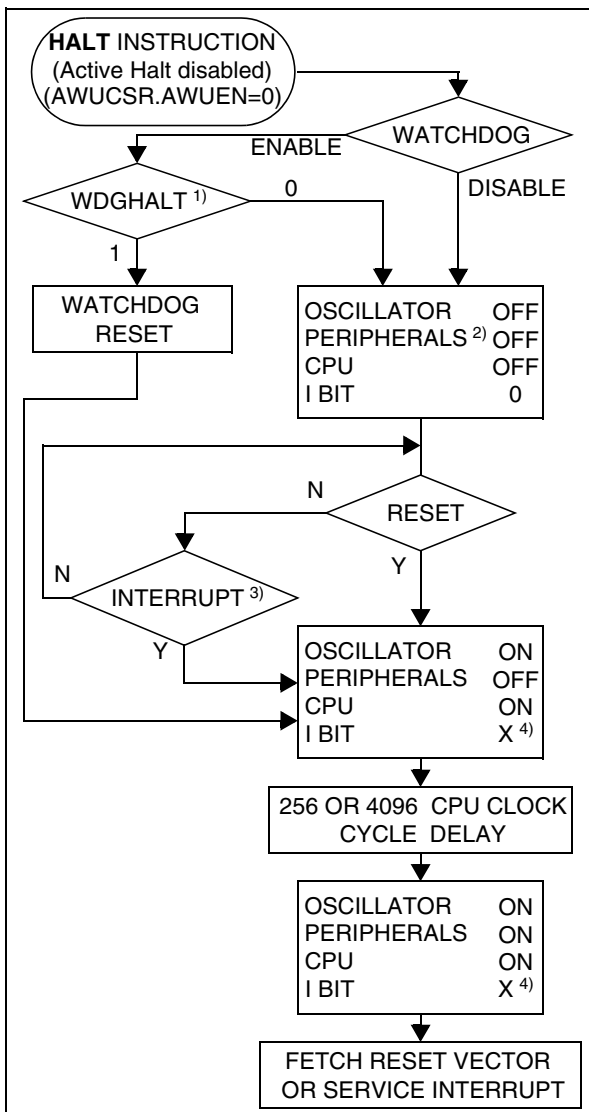 HALT INSTRUCTION
(Active Halt disabled)
(AWUCSR.AWUEN=0)
WATCHDOG
ENABLE
DISABLE
WDGHALT 1)
0
1
WATCHDOG
RESET
OSCILLATOR OFF
PERIPHERALS 2) OFF
CPU OFF
I BIT 0
RESET
N
Y
INTERRUPT 3)
N
Y
OSCILLATOR ON
PERIPHERALS OFF
CPU ON
I BIT X 4)
256 OR 4096 CPU CLOCK
CYCLE DELAY
OSCILLATOR ON
PERIPHERALS ON
CPU ON
I BIT X 4)
FETCH RESET VECTOR
OR SERVICE INTERRUPT